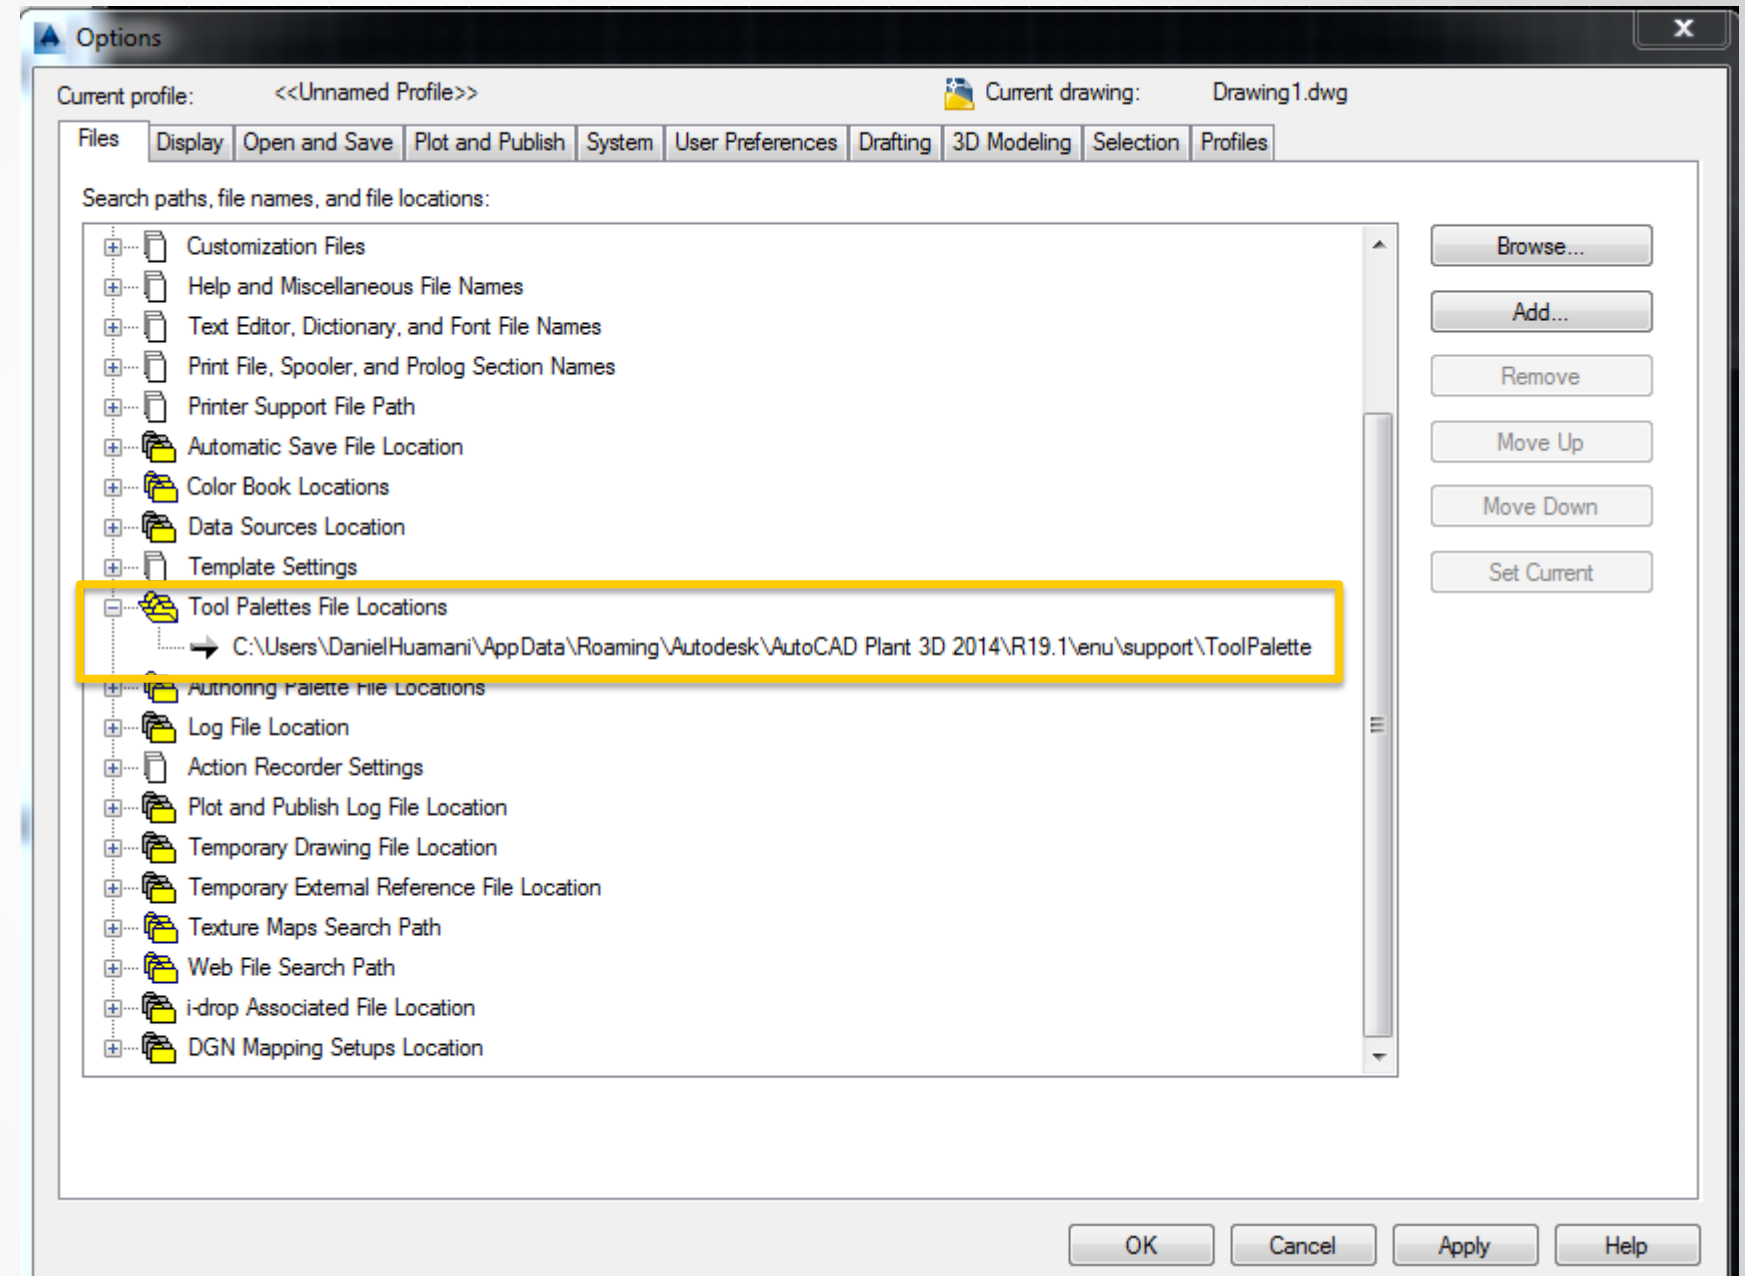 Options
Current profile: <<Unnamed Profile>> Current drawing: Drawing1.dwg
Files Display Open and Save Plot and Publish System User Preferences Drafting 3D Modeling Selection Profiles
Search paths, file names, and file locations:
Customization Files
Help and Miscellaneous File Names
Text Editor, Dictionary, and Font File Names
Print File, Spooler, and Prolog Section Names
Printer Support File Path
Automatic Save File Location
Color Book Locations
Data Sources Location
Template Settings
Tool Palettes File Locations
C:\Users\DanielHuamani\AppData\Roaming\Autodesk\AutoCAD Plant 3D 2014\R19.1\enu\support\ToolPalette
Authoring Palette File Locations
Log File Location
Action Recorder Settings
Plot and Publish Log File Location
Temporary Drawing File Location
Temporary External Reference File Location
Texture Maps Search Path
Web File Search Path
i-drop Associated File Location
DGN Mapping Setups Location
Browse...
Add...
Remove
Move Up
Move Down
Set Current
OK Cancel Apply Help